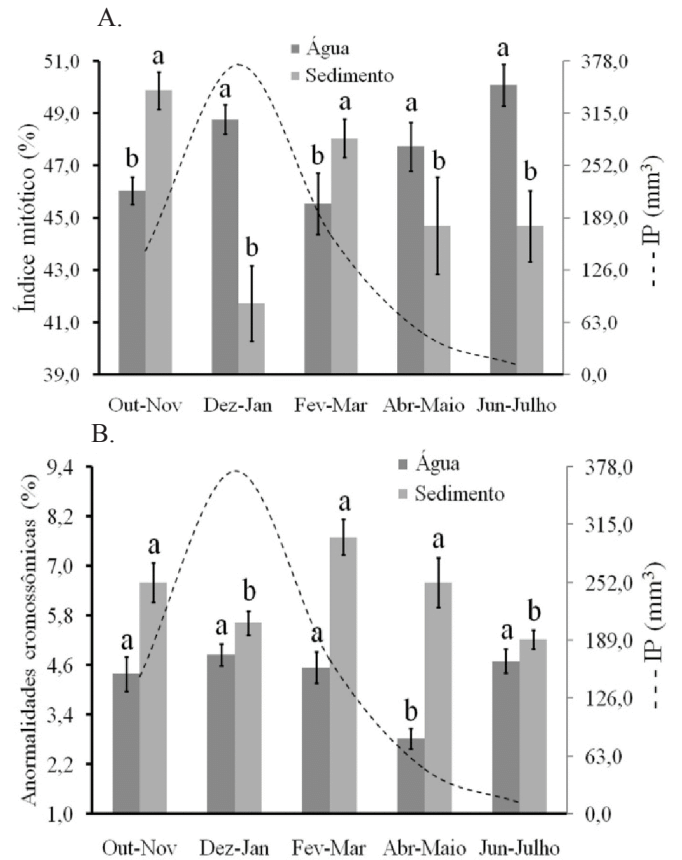 A.
Água
Sedimento
Índice mitótico (%)
51,0
49,0
47,0
45,0
43,0
41,0
39,0
b a
a b
b a
a b
a b
378,0
315,0
252,0
189,0
126,0
63,0
0,0
IP (mm³)
Out-Nov Dez-Jan Fev-Mar Abr-Maio Jun-Julho
B.
Água
Sedimento
Anormalidades cromossômicas (%)
9,4
8,2
7,0
5,8
4,6
3,4
2,2
1,0
a a
a b
a a
b a
a b
378,0
315,0
252,0
189,0
126,0
63,0
0,0
IP (mm³)
Out-Nov Dez-Jan Fev-Mar Abr-Maio Jun-Julho